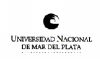 UNIVERSIDAD NACIONAL
DE MAR DEL PLATA